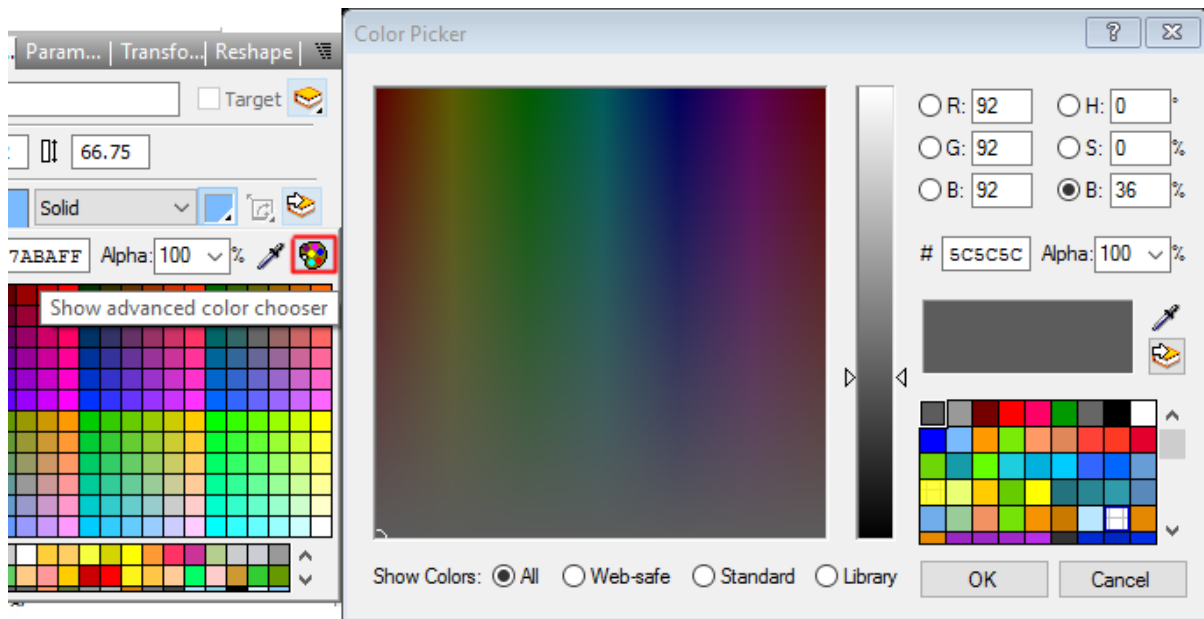 Param... | Transfo...| Reshape |
Target
66.75
Solid
7ABAFF Alpha: 100 %
Show advanced color chooser
Color Picker
R: 92 H: 0 °
G: 92 S: 0 %
B: 92 B: 36 %
# 5C5C5C Alpha: 100 %
Show Colors: All Web-safe Standard Library
OK Cancel